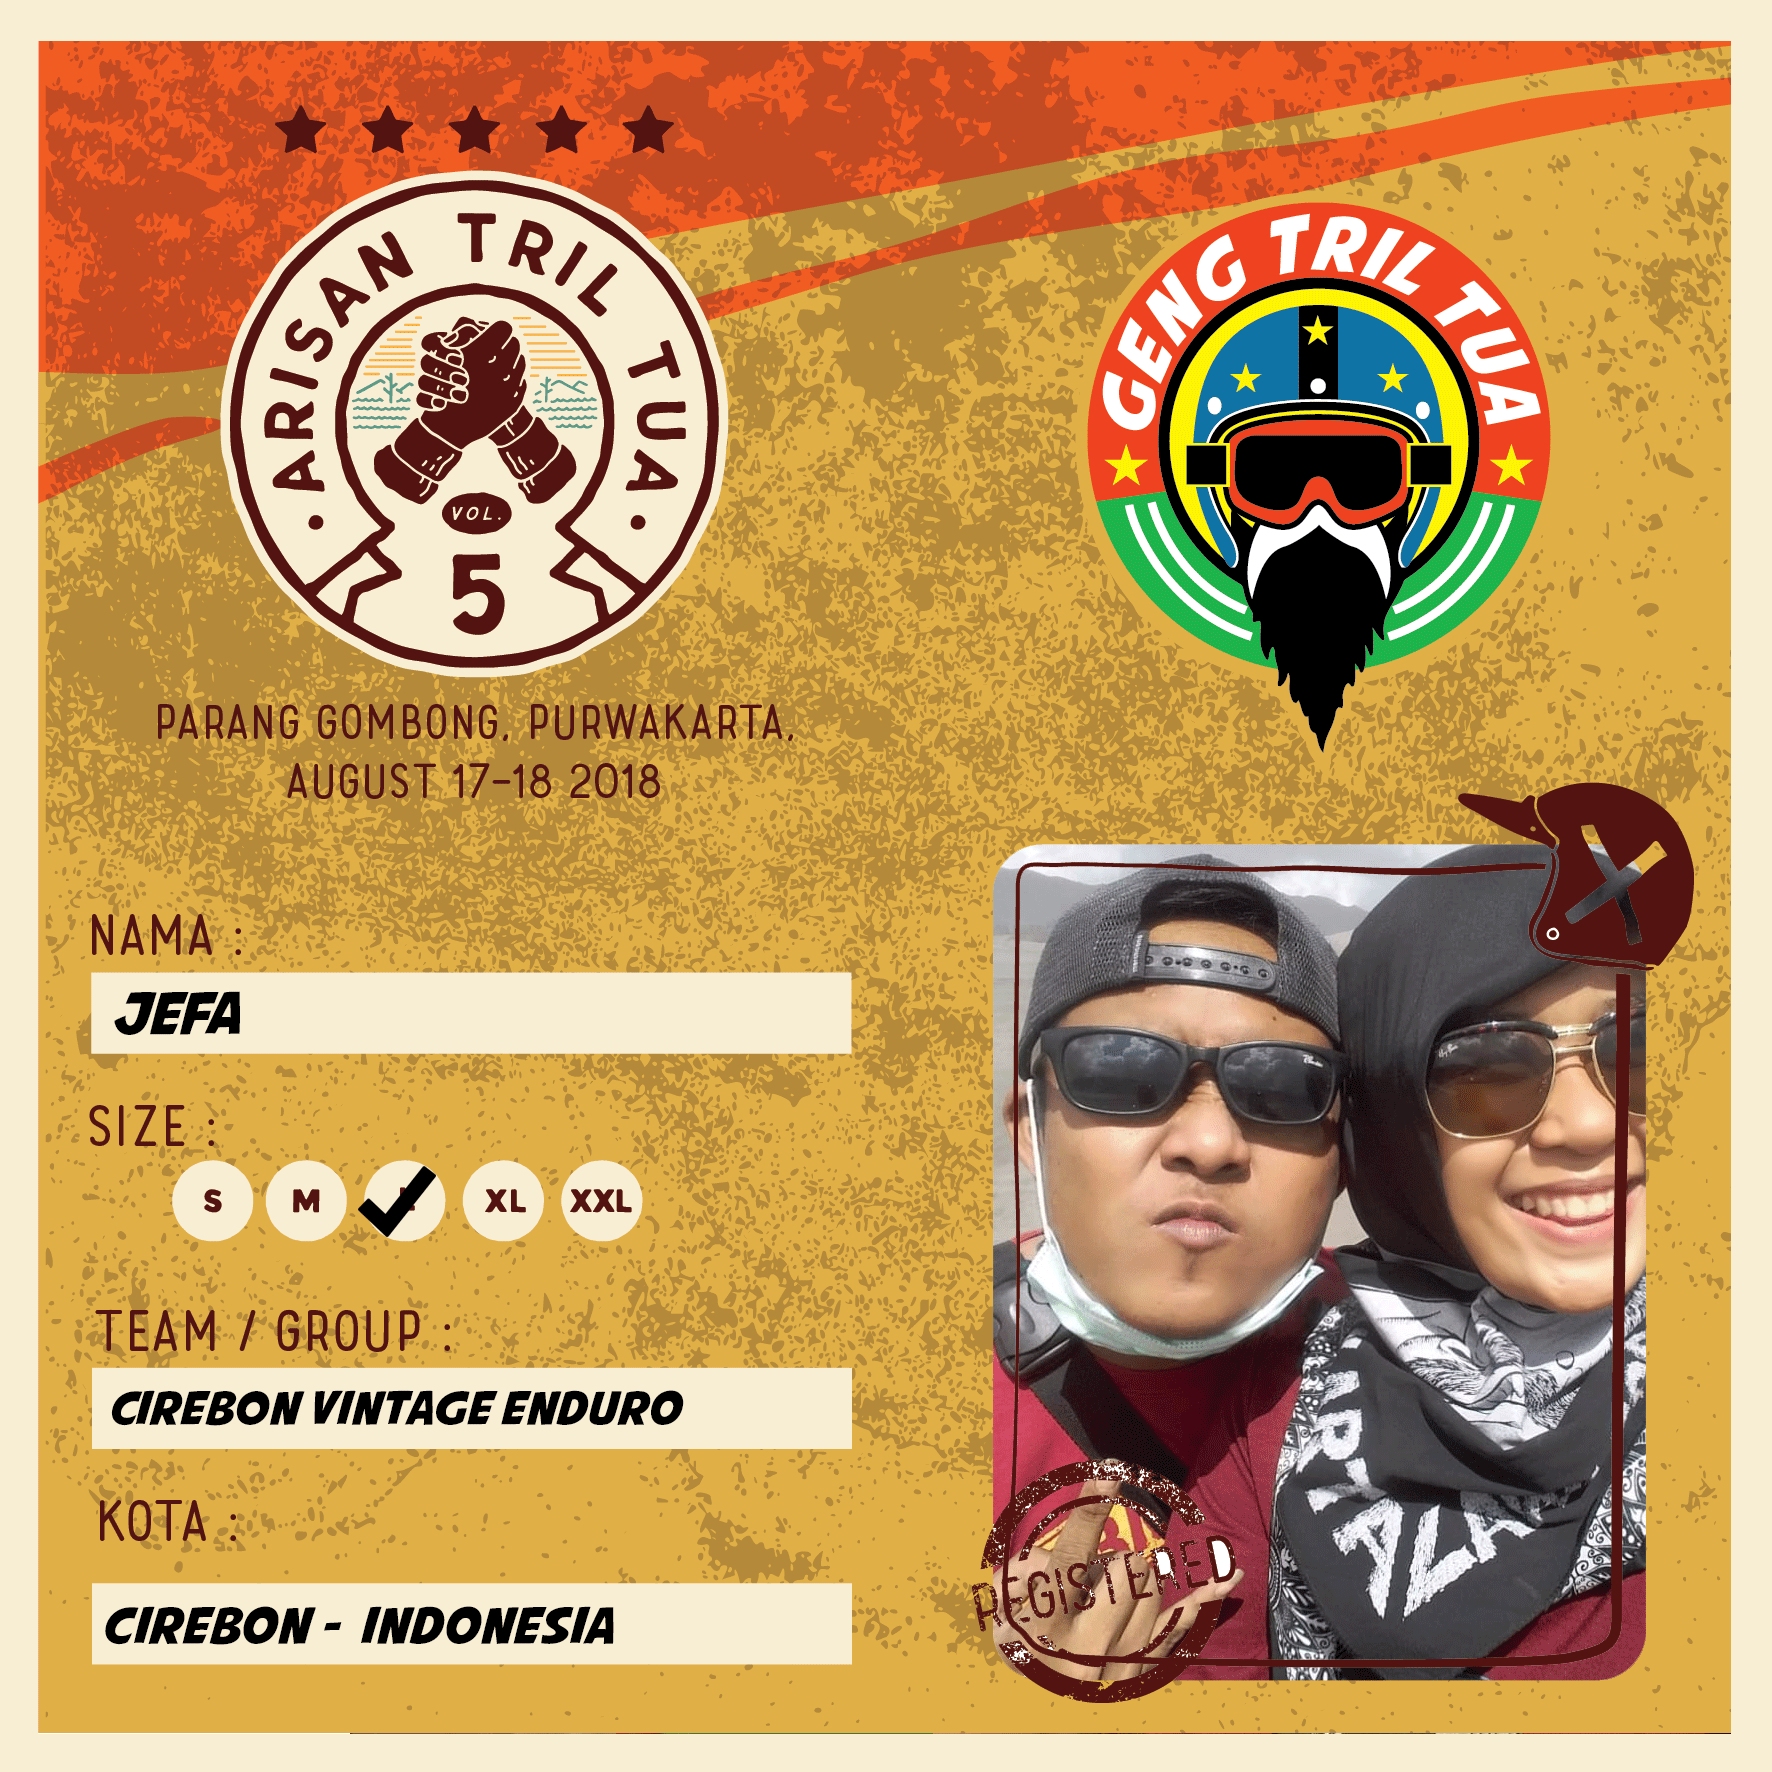 ARISAN TRIL TUA
VOL.
5
GENG TRIL TUA
PARANG GOMBONG, PURWAKARTA,
AUGUST 17-18 2018
NAMA :
JEFA
SIZE :
S M XL XXL
TEAM / GROUP :
CIREBON VINTAGE ENDURO
KOTA :
CIREBON - INDONESIA
REGISTERED